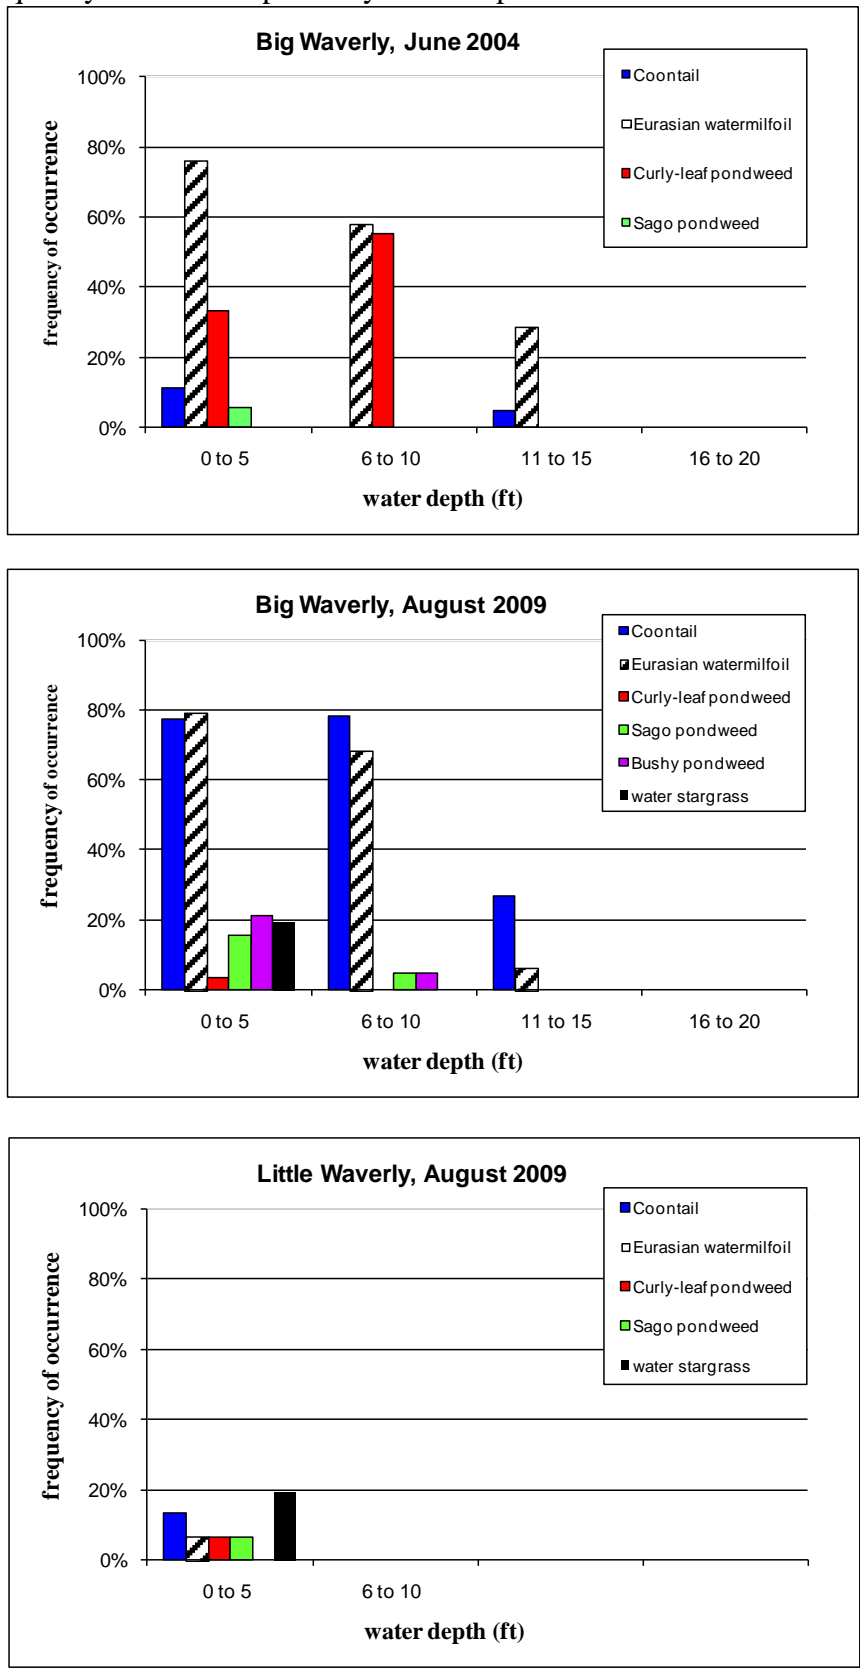 Big Waverly, June 2004
100%
80%
60%
40%
20%
0%
frequency of occurrence
0 to 5
6 to 10
11 to 15
16 to 20
water depth (ft)
Coontail
Eurasian watermilfoil
Curly-leaf pondweed
Sago pondweed
Big Waverly, August 2009
100%
80%
60%
40%
20%
0%
frequency of occurrence
0 to 5
6 to 10
11 to 15
16 to 20
water depth (ft)
Coontail
Eurasian watermilfoil
Curly-leaf pondweed
Sago pondweed
Bushy pondweed
water stargrass
Little Waverly, August 2009
100%
80%
60%
40%
20%
0%
frequency of occurrence
0 to 5
6 to 10
water depth (ft)
Coontail
Eurasian watermilfoil
Curly-leaf pondweed
Sago pondweed
water stargrass